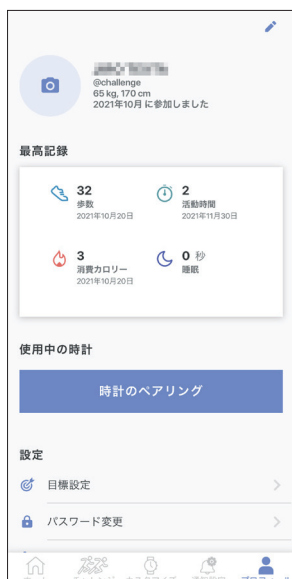 @challenge
65 kg, 170 cm
2021年10月 に参加しました
最高記録
32
歩数
2021年10月20日
2
活動時間
2021年11月30日
3
消費カロリー
2021年10月20日
0 秒
睡眠
使用中の時計
時計のペアリング
設定
目標設定
パスワード変更